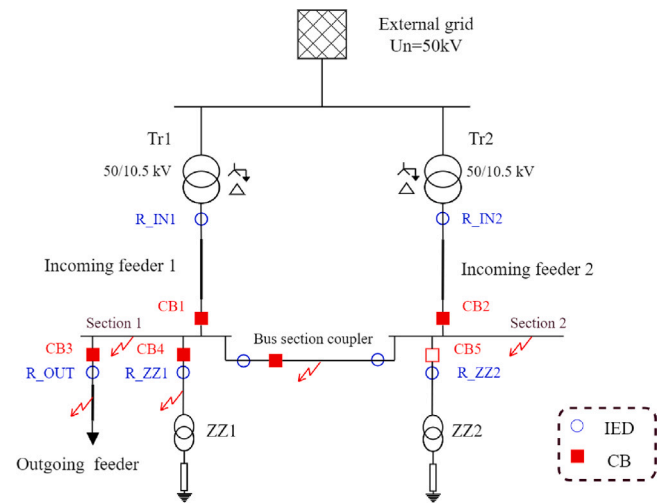 External grid
Un=50kV
Tr1
Tr2
50/10.5 kV
50/10.5 kV
R_IN1
R_IN2
Incoming feeder 1
Incoming feeder 2
CB1
CB2
Section 1
Bus section coupler
Section 2
CB3
CB4
CB5
R_OUT
R_ZZ1
R_ZZ2
ZZ1
ZZ2
IED
CB
Outgoing feeder